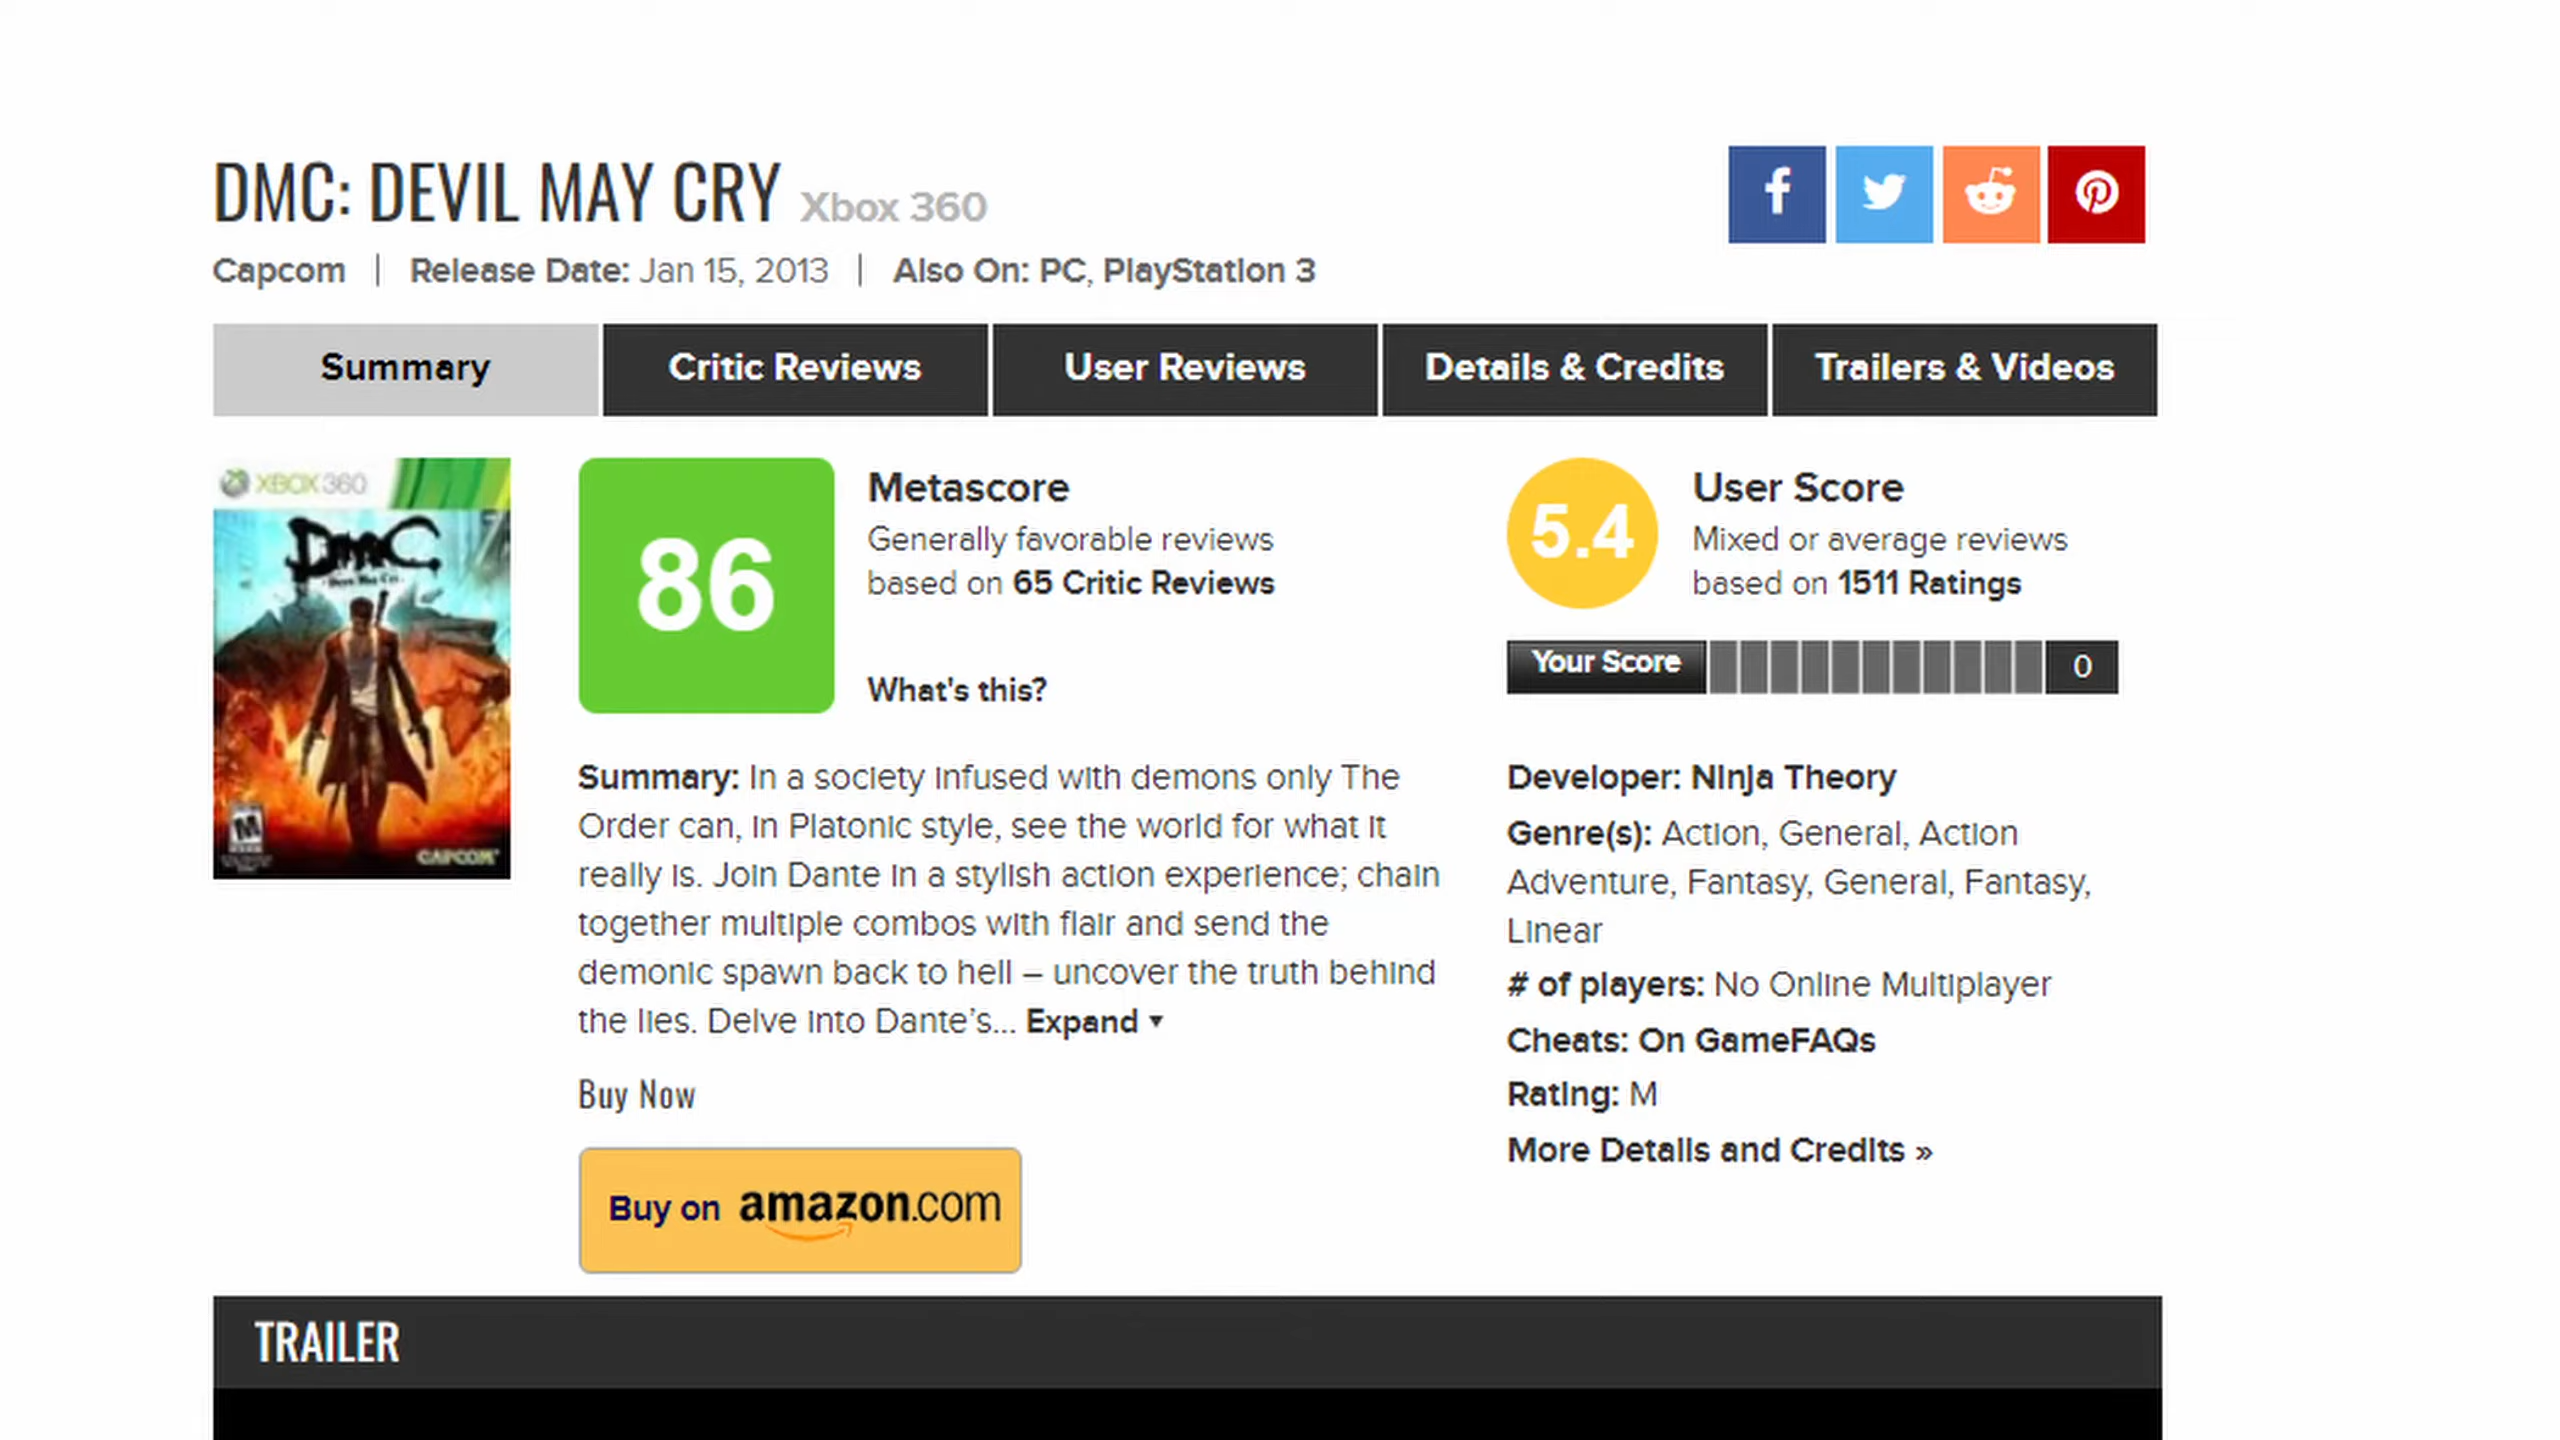 DMC: DEVIL MAY CRY Xbox 360
Capcom | Release Date: Jan 15, 2013 | Also On: PC, PlayStation 3
Summary
Critic Reviews
User Reviews
Details & Credits
Trailers & Videos
XBOX 360
DmC
Devil May Cry
M
CAPCOM
86
Metascore
Generally favorable reviews
based on 65 Critic Reviews
What's this?
5.4
User Score
Mixed or average reviews
based on 1511 Ratings
Your Score
0
Summary: In a society infused with demons only The
Order can, in Platonic style, see the world for what it
really is. Join Dante in a stylish action experience; chain
together multiple combos with flair and send the
demonic spawn back to hell – uncover the truth behind
the lies. Delve into Dante’s... Expand ▼
Buy Now
Buy on amazon.com
Developer: Ninja Theory
Genre(s): Action, General, Action
Adventure, Fantasy, General, Fantasy,
Linear
# of players: No Online Multiplayer
Cheats: On GameFAQs
Rating: M
More Details and Credits »
TRAILER